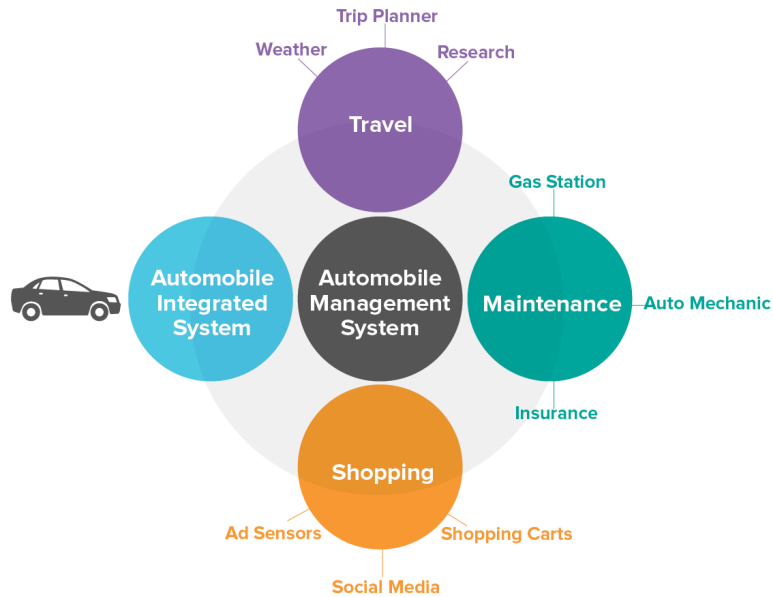 Trip Planner
Weather
Research
Travel
Gas Station
Automobile
Integrated
System
Automobile
Management
System
Maintenance
Auto Mechanic
Insurance
Shopping
Ad Sensors
Shopping Carts
Social Media